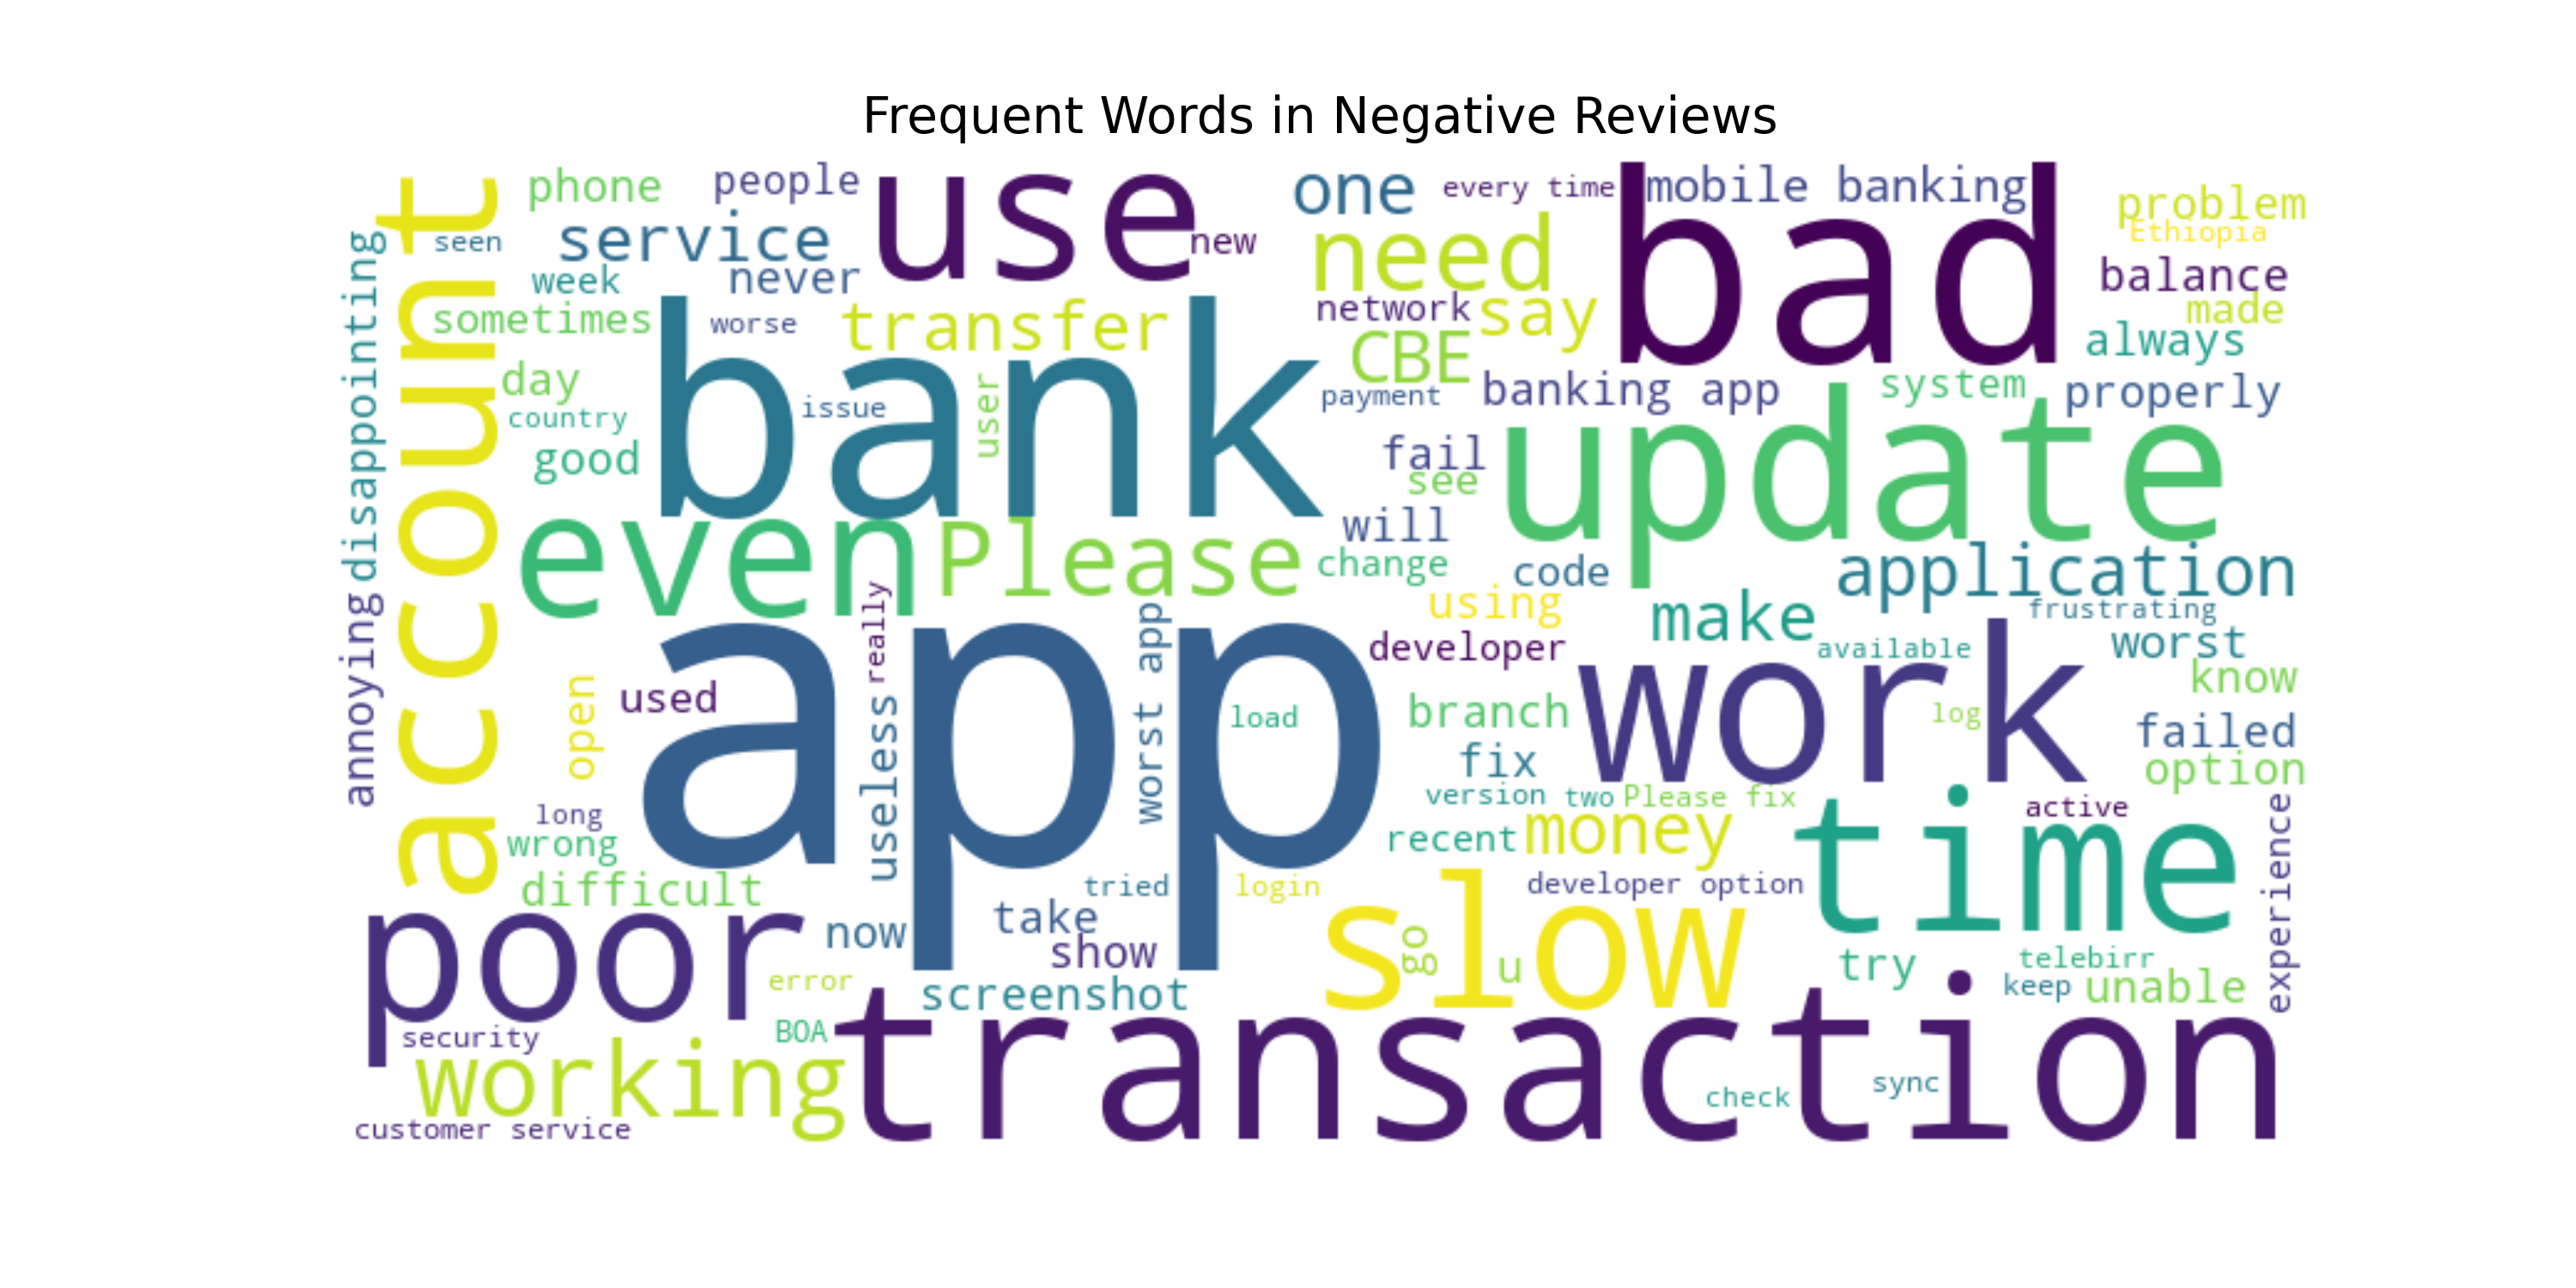 Frequent Words in Negative Reviews
account
phone
people
use
one
every time
bad
mobile banking
problem
Ethiopia
seen
service
new
need
disappointing
week
never
balance
sometimes
worse
transfer
network
say
made
CBE
always
day
bank
issue
user
payment
banking app
system
properly
country
good
fail
see
update
even
Please
will
change
code
application
annoying
really
worst app
using
make
frustrating
developer
available
worst
open
used
app
load
branch
work
log
know
useless
fix
failed
option
long
version
two
Please fix
active
wrong
recent
money
time
experience
difficult
tried
login
developer option
poor
now
take
slow
go
show
u
try
telebirr
error
screenshot
keep
unable
security
BOA
transaction
working
check
sync
customer service